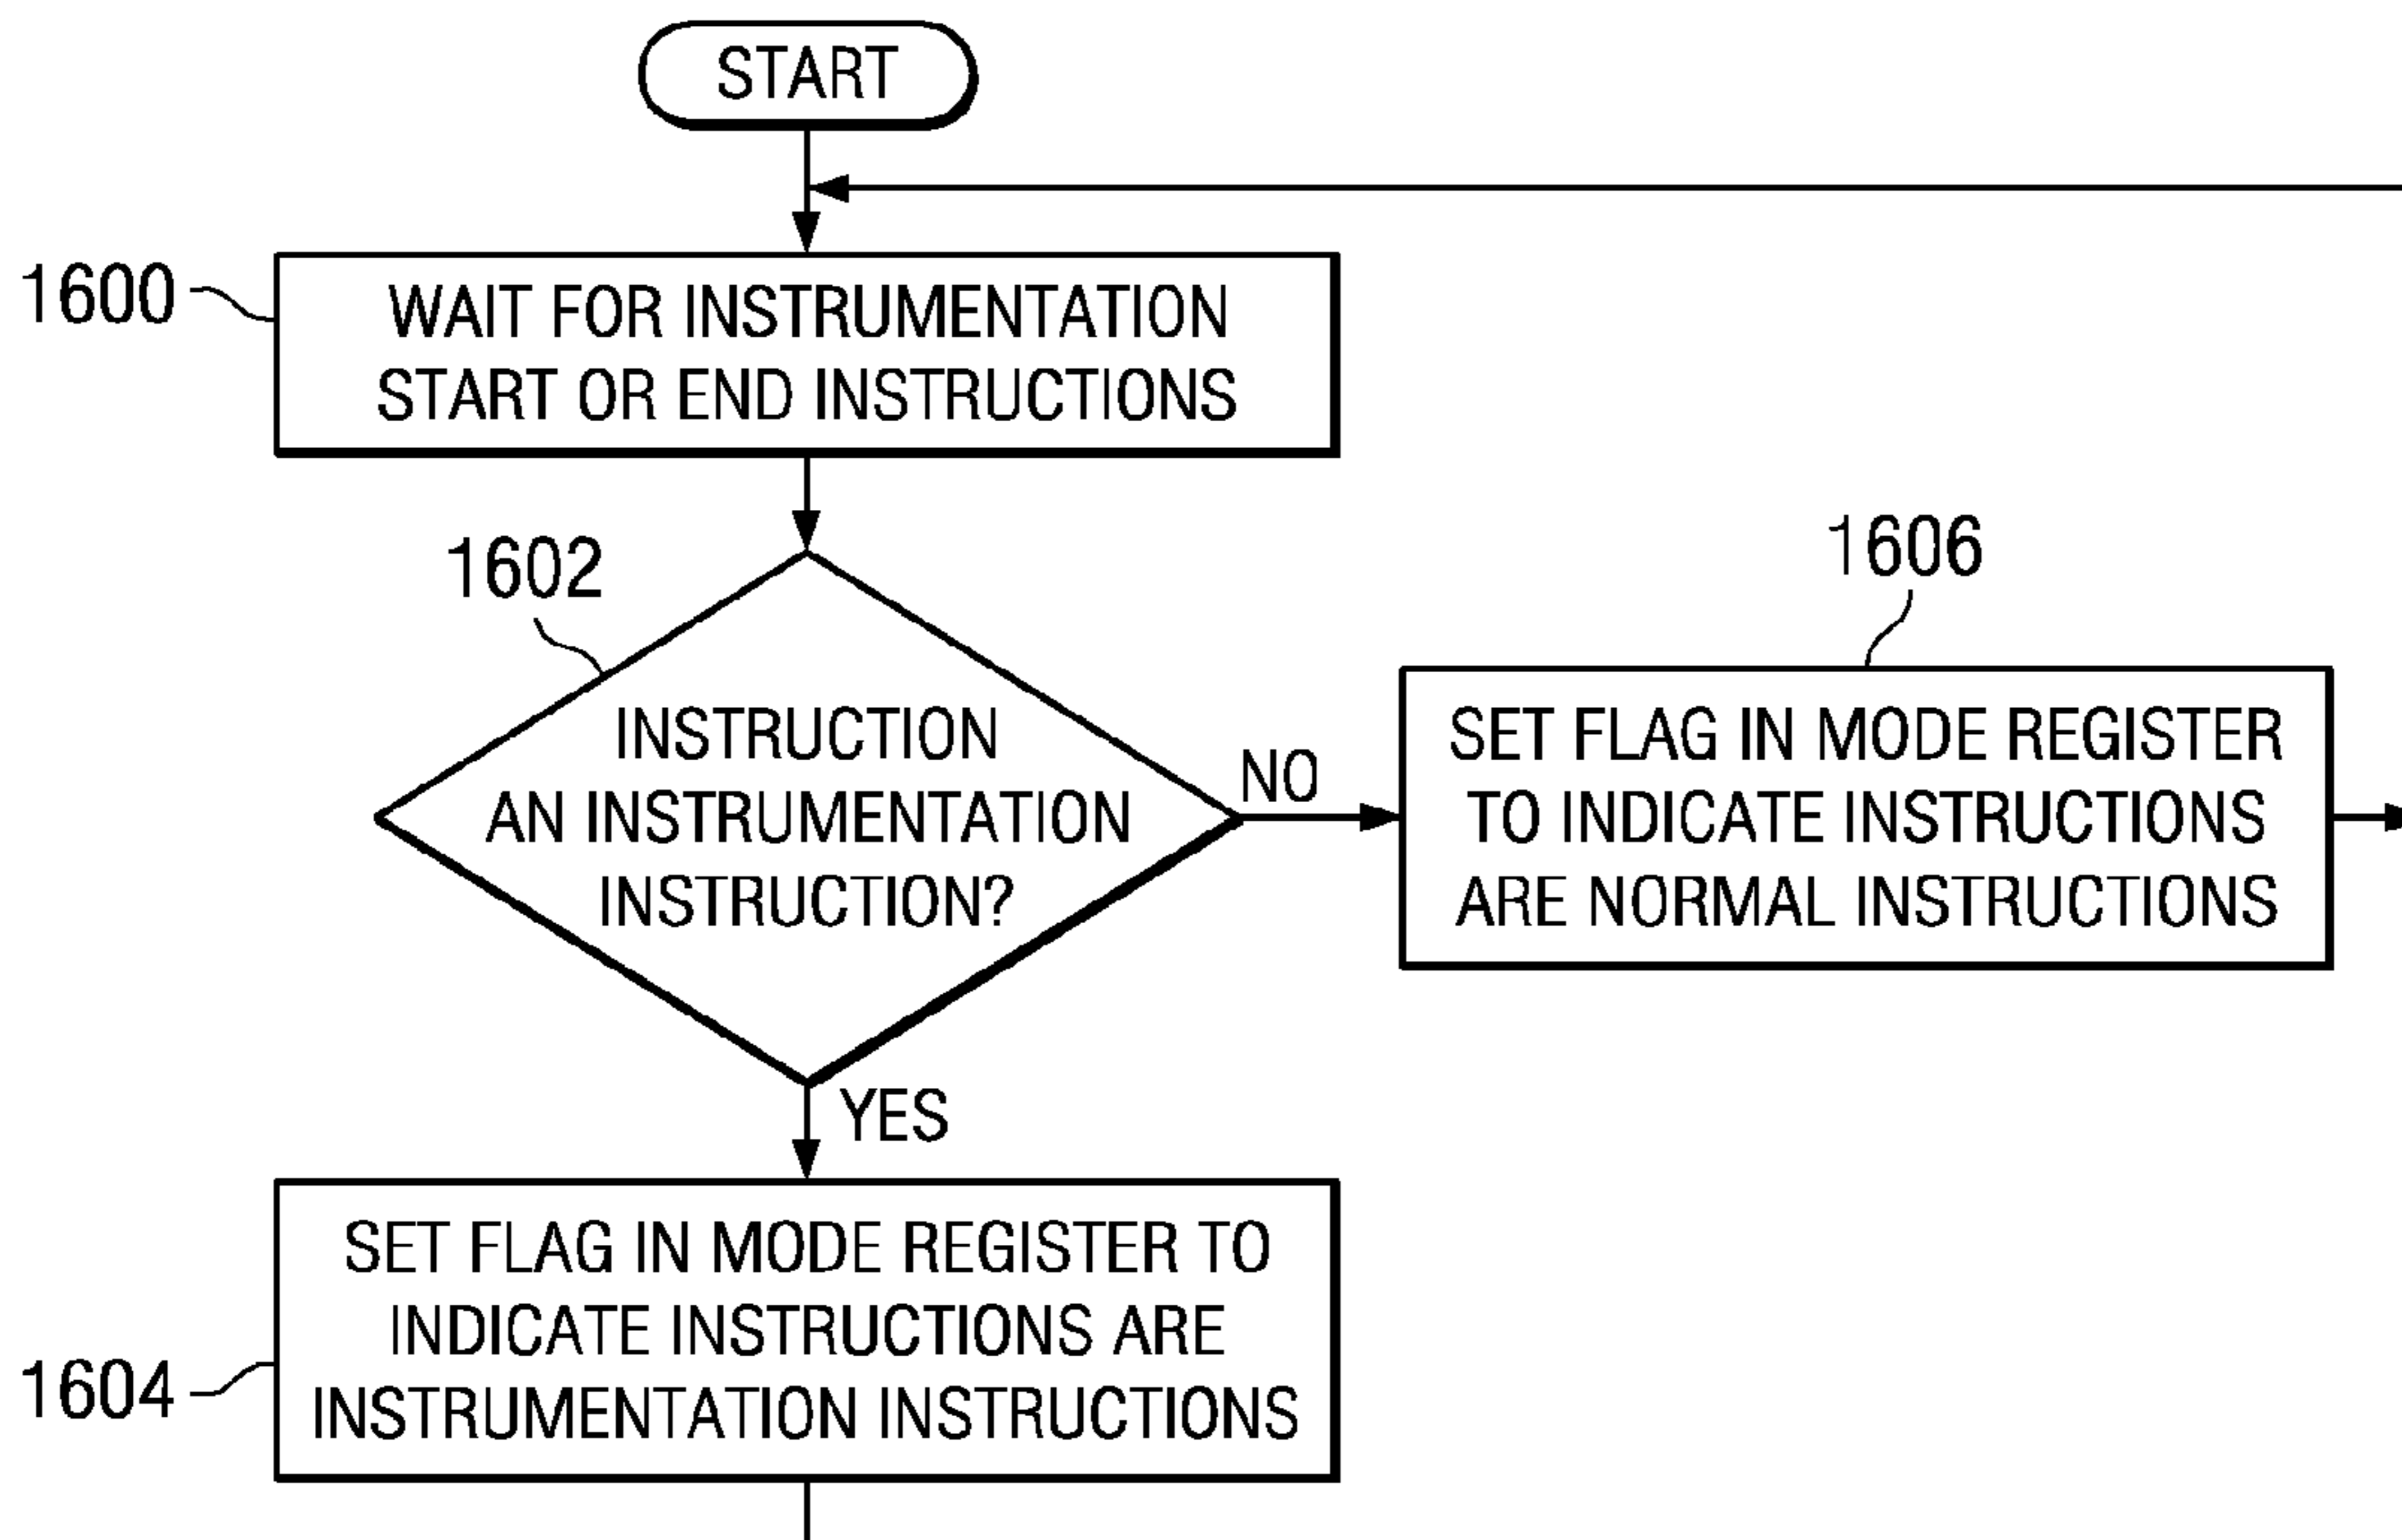 START
1600
WAIT FOR INSTRUMENTATION
START OR END INSTRUCTIONS
1602
INSTRUCTION
AN INSTRUMENTATION
INSTRUCTION?
NO
1606
SET FLAG IN MODE REGISTER
TO INDICATE INSTRUCTIONS
ARE NORMAL INSTRUCTIONS
YES
1604
SET FLAG IN MODE REGISTER TO
INDICATE INSTRUCTIONS ARE
INSTRUMENTATION INSTRUCTIONS